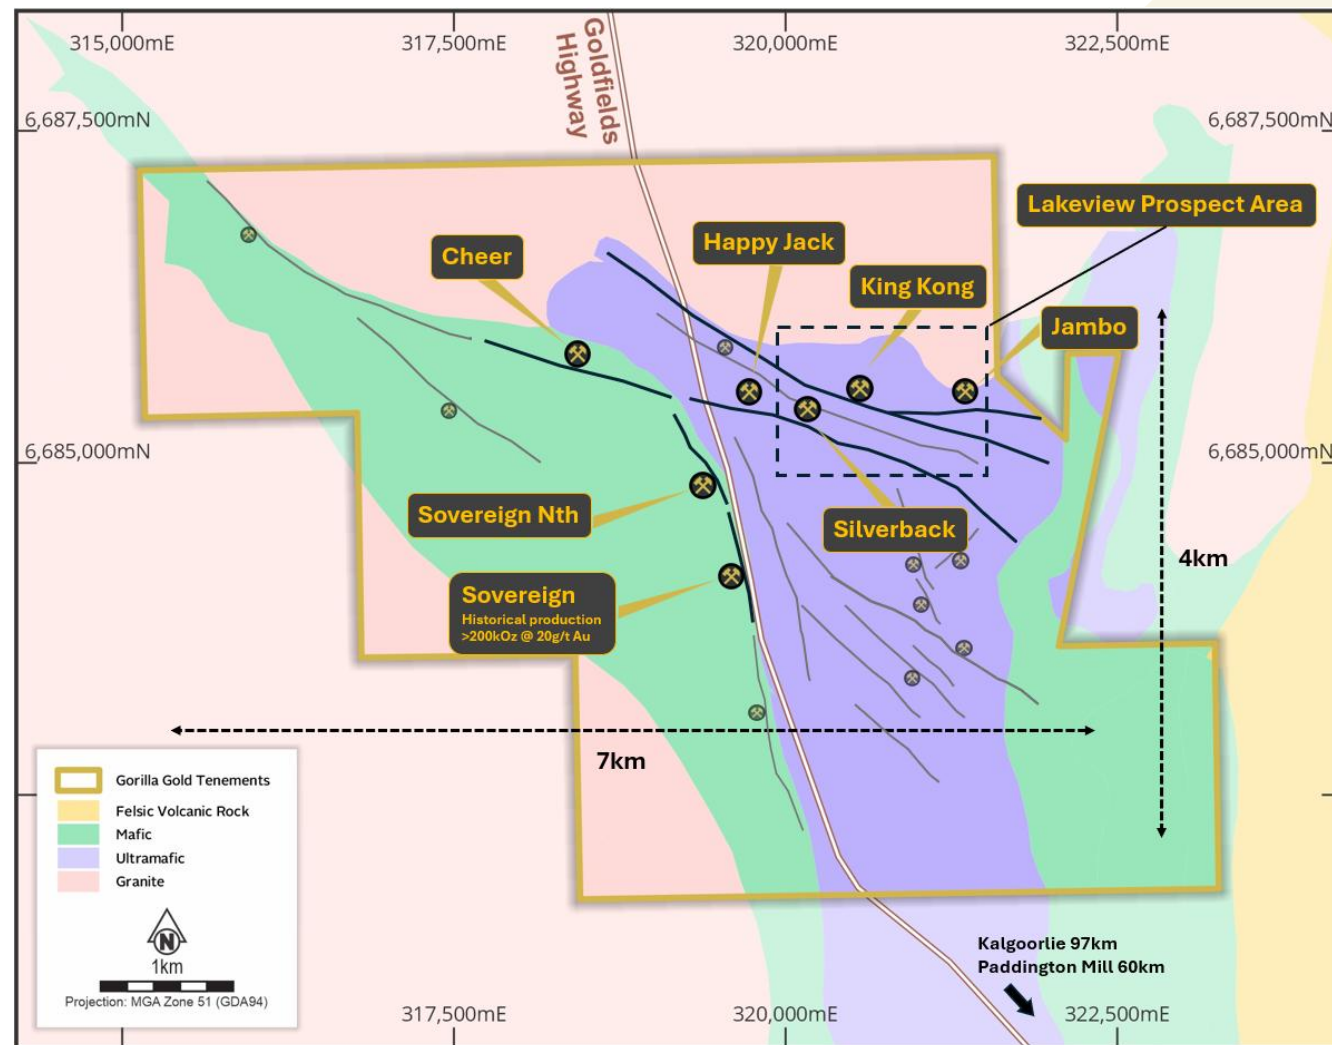 315,000mE
317,500mE
320,000mE
322,500mE
Goldfields
Highway
6,687,500mN
6,687,500mN
Lakeview Prospect Area
Happy Jack
Cheer
King Kong
Jambo
6,685,000mN
6,685,000mN
Sovereign Nth
Silverback
4km
Sovereign
Historical production
>200kOz @ 20g/t Au
7km
Gorilla Gold Tenements
Felsic Volcanic Rock
Mafic
Ultramafic
Granite
N
1km
Projection: MGA Zone 51 (GDA94)
Kalgoorlie 97km
Paddington Mill 60km
317,500mE
320,000mE
322,500mE